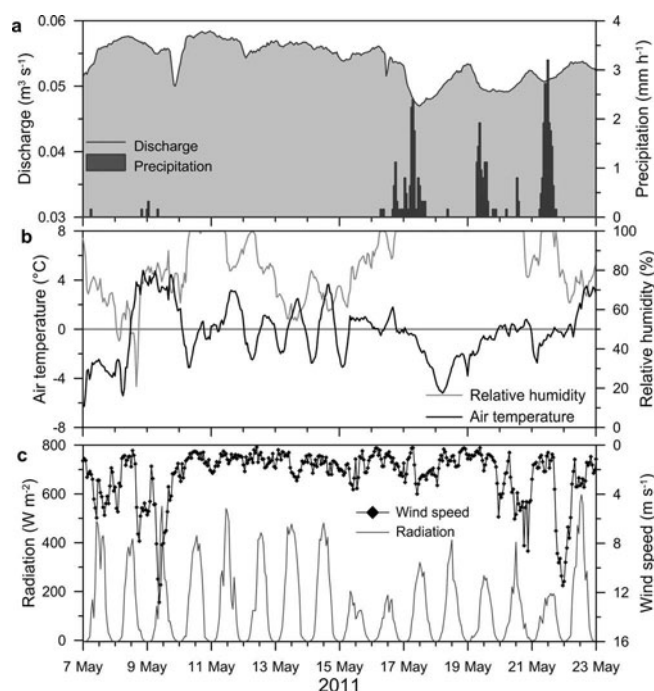 a
0.06
0.05
0.04
0.03
Discharge (m³ s⁻¹)
Discharge
Precipitation
4
3
2
1
0
Precipitation (mm h⁻¹)
b
8
4
0
-4
-8
Air temperature (°C)
Relative humidity
Air temperature
100
80
60
40
20
0
Relative humidity (%)
c
800
600
400
200
0
Radiation (W m⁻²)
Wind speed
Radiation
0
4
8
12
16
Wind speed (m s⁻¹)
7 May 9 May 11 May 13 May 15 May 17 May 19 May 21 May 23 May
2011